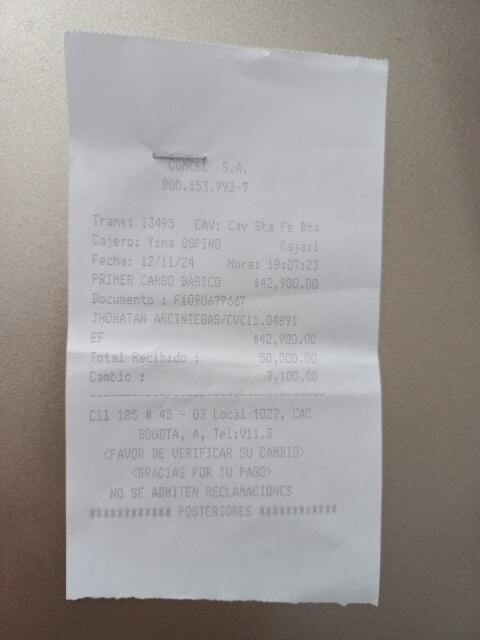 COMCEL S.A.
800.153.993-7
Trans: 13495 CAV: Cav Sta Fe Bta
Cajero: Yina OSPINO Caja:1
Fecha: 12/11/24 Hora: 18:07:23
PRIMER CARGO BASICO $42,900.00
Documento : F1098679667
JHONATAN ARCINIEGAS/CVC11.04891
EF $42,900.00
Total Recibido : 50,000.00
Cambio : 7,100.00
--------------------------------
Cll 185 # 45 - 03 Local 1022, CAC
BOGOTA, A, Tel:V11.3
<FAVOR DE VERIFICAR SU CAMBIO>
<GRACIAS POR TU PAGO>
NO SE ADMITEN RECLAMACIONES
************ POSTERIORES ************